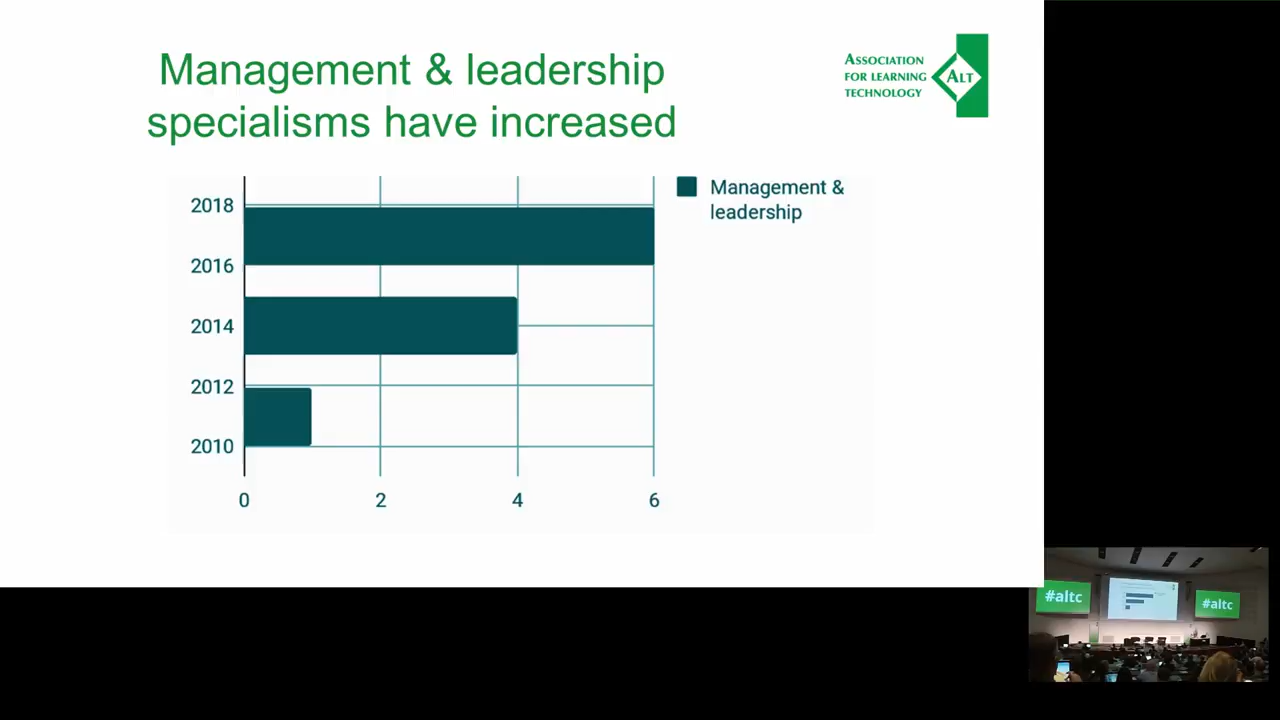 Management & leadership
specialisms have increased
ASSOCIATION
FOR LEARNING
TECHNOLOGY
ALT
Management &
leadership
2018
2016
2014
2012
2010
0 2 4 6
#altc
#altc